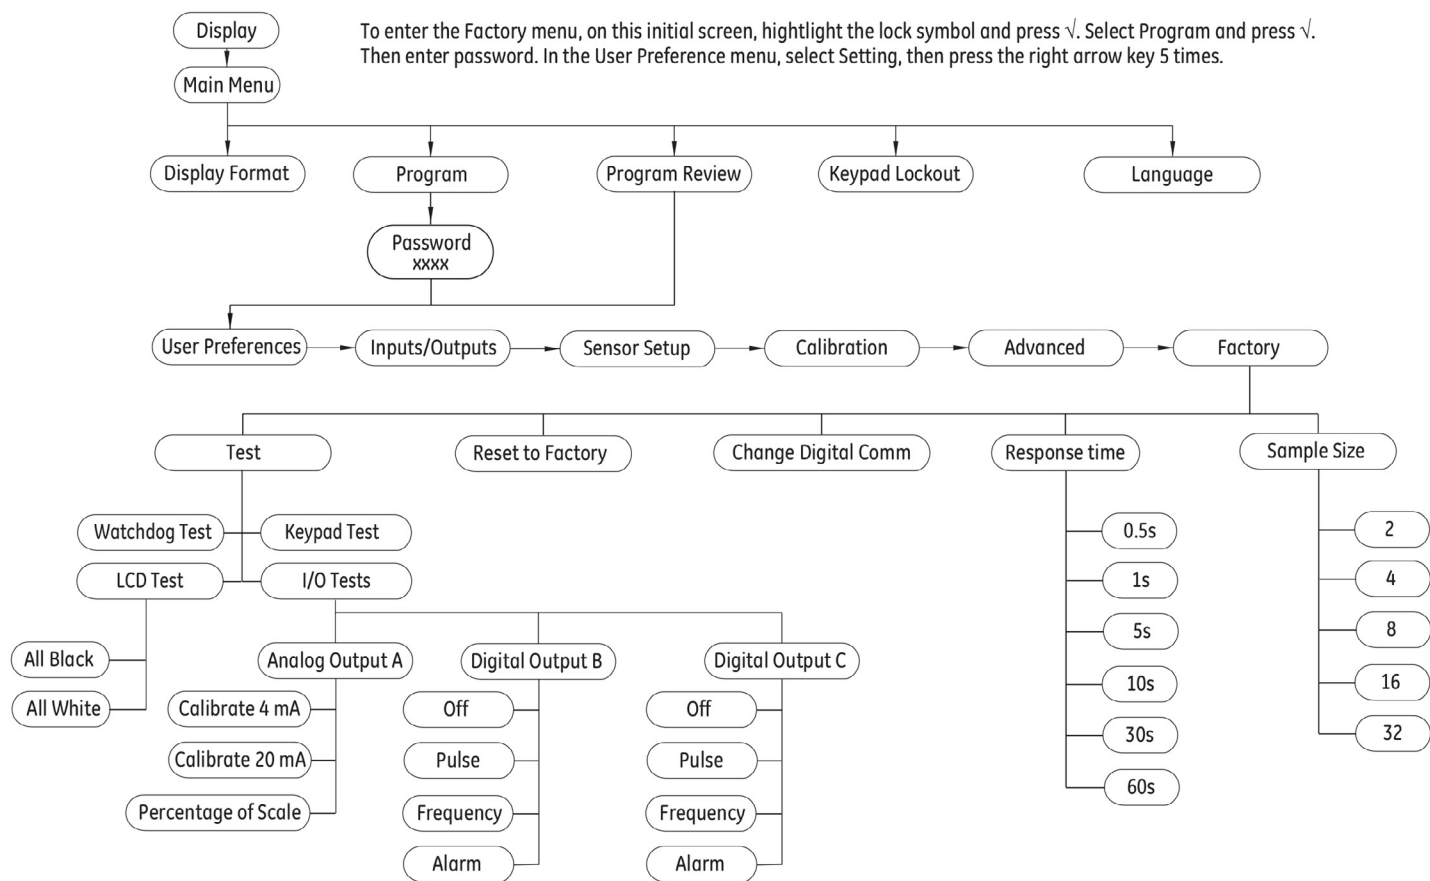 Display
To enter the Factory menu, on this initial screen, hightlight the lock symbol and press √. Select Program and press √.
Then enter password. In the User Preference menu, select Setting, then press the right arrow key 5 times.
Main Menu
Display Format
Program
Program Review
Keypad Lockout
Language
Password
xxxx
User Preferences
Inputs/Outputs
Sensor Setup
Calibration
Advanced
Factory
Test
Reset to Factory
Change Digital Comm
Response time
Sample Size
Watchdog Test
Keypad Test
LCD Test
I/O Tests
All Black
All White
Analog Output A
Calibrate 4 mA
Calibrate 20 mA
Percentage of Scale
Digital Output B
Off
Pulse
Frequency
Alarm
Digital Output C
Off
Pulse
Frequency
Alarm
0.5s
1s
5s
10s
30s
60s
2
4
8
16
32